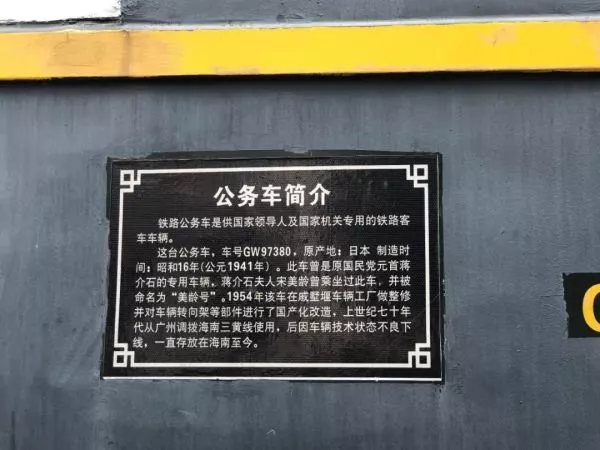 公务车简介
铁路公务车是供国家领导人及国家机关专用的铁路客
车车辆。
这台公务车，车号GW97380，原产地：日本 制造时
间：昭和16年(公元1941年）。此车曾是原国民党元首蒋
介石的专用车辆，蒋介石夫人宋美龄曾乘坐过此车，并被
命名为“美龄号”。1954年该车在戚墅堰车辆工厂做整修
并对车辆转向架等部件进行了国产化改造，上世纪七十年
代从广州调拨海南三黄线使用，后因车辆技术状态不良下
线，一直存放在海南至今。